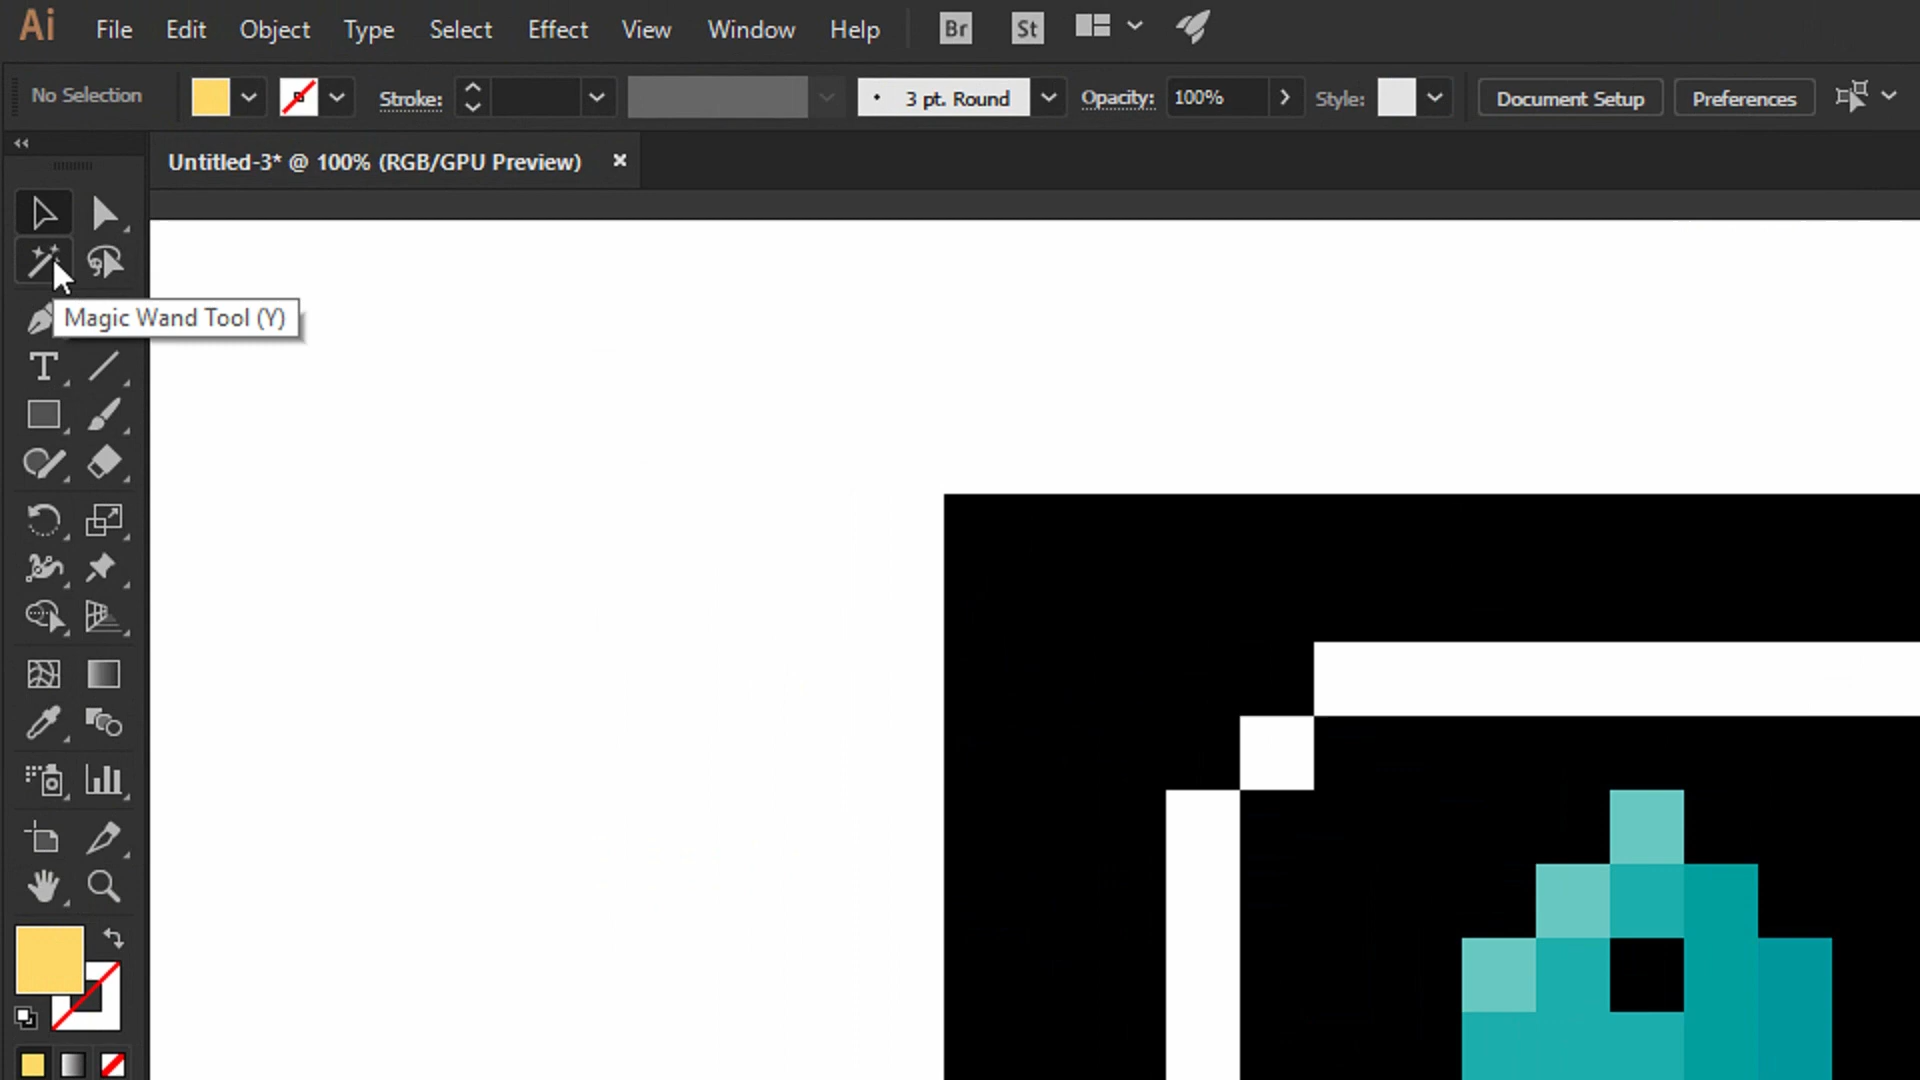 Ai File Edit Object Type Select Effect View Window Help Br St
No Selection Stroke: 3 pt. Round Opacity: 100% Style: Document Setup Preferences
Untitled-3* @ 100% (RGB/GPU Preview)
Magic Wand Tool (Y)